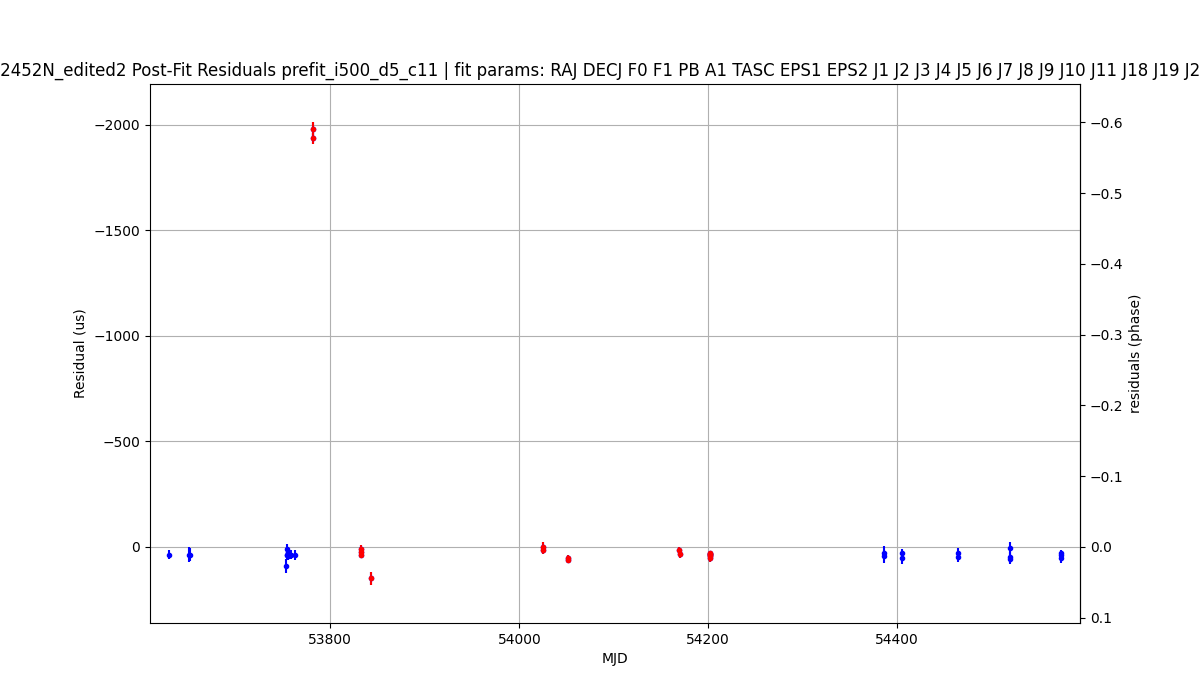 2452N_edited2 Post-Fit Residuals prefit_i500_d5_c11 | fit params: RAJ DECJ F0 F1 PB A1 TASC EPS1 EPS2 J1 J2 J3 J4 J5 J6 J7 J8 J9 J10 J11 J18 J19 J2
−2000
−1500
−1000
−500
0
Residual (us)
−0.6
−0.5
−0.4
−0.3
−0.2
−0.1
0.0
0.1
residuals (phase)
53800 54000 54200 54400
MJD